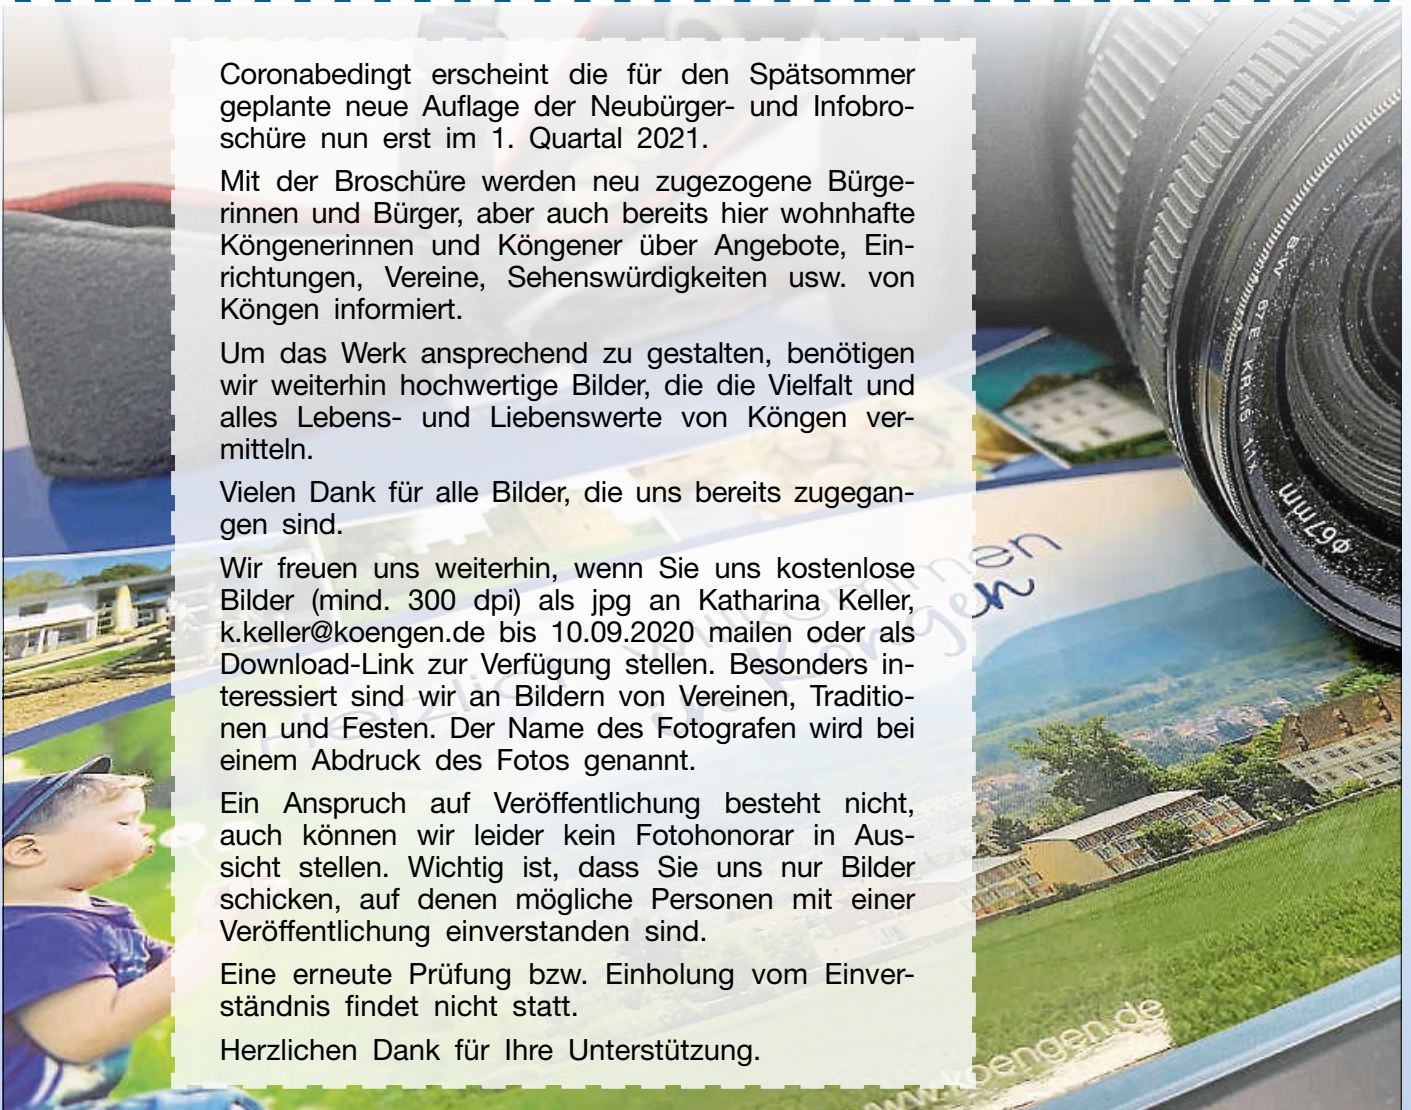 Coronabedingt erscheint die für den Spätsommer
geplante neue Auflage der Neubürger- und Infobro-
schüre nun erst im 1. Quartal 2021.
Mit der Broschüre werden neu zugezogene Bürge-
rinnen und Bürger, aber auch bereits hier wohnhafte
Köngenerinnen und Köngener über Angebote, Ein-
richtungen, Vereine, Sehenswürdigkeiten usw. von
Köngen informiert.
Um das Werk ansprechend zu gestalten, benötigen
wir weiterhin hochwertige Bilder, die die Vielfalt und
alles Lebens- und Liebenswerte von Köngen ver-
mitteln.
Vielen Dank für alle Bilder, die uns bereits zugegan-
gen sind.
Wir freuen uns weiterhin, wenn Sie uns kostenlose
Bilder (mind. 300 dpi) als jpg an Katharina Keller,
k.keller@koengen.de bis 10.09.2020 mailen oder als
Download-Link zur Verfügung stellen. Besonders in-
teressiert sind wir an Bildern von Vereinen, Traditio-
nen und Festen. Der Name des Fotografen wird bei
einem Abdruck des Fotos genannt.
Ein Anspruch auf Veröffentlichung besteht nicht,
auch können wir leider kein Fotohonorar in Aus-
sicht stellen. Wichtig ist, dass Sie uns nur Bilder
schicken, auf denen mögliche Personen mit einer
Veröffentlichung einverstanden sind.
Eine erneute Prüfung bzw. Einholung vom Einver-
ständnis findet nicht statt.
Herzlichen Dank für Ihre Unterstützung.
Herzlich Willkommen
in Köngen
www.koengen.de
B+W
Φ67mm